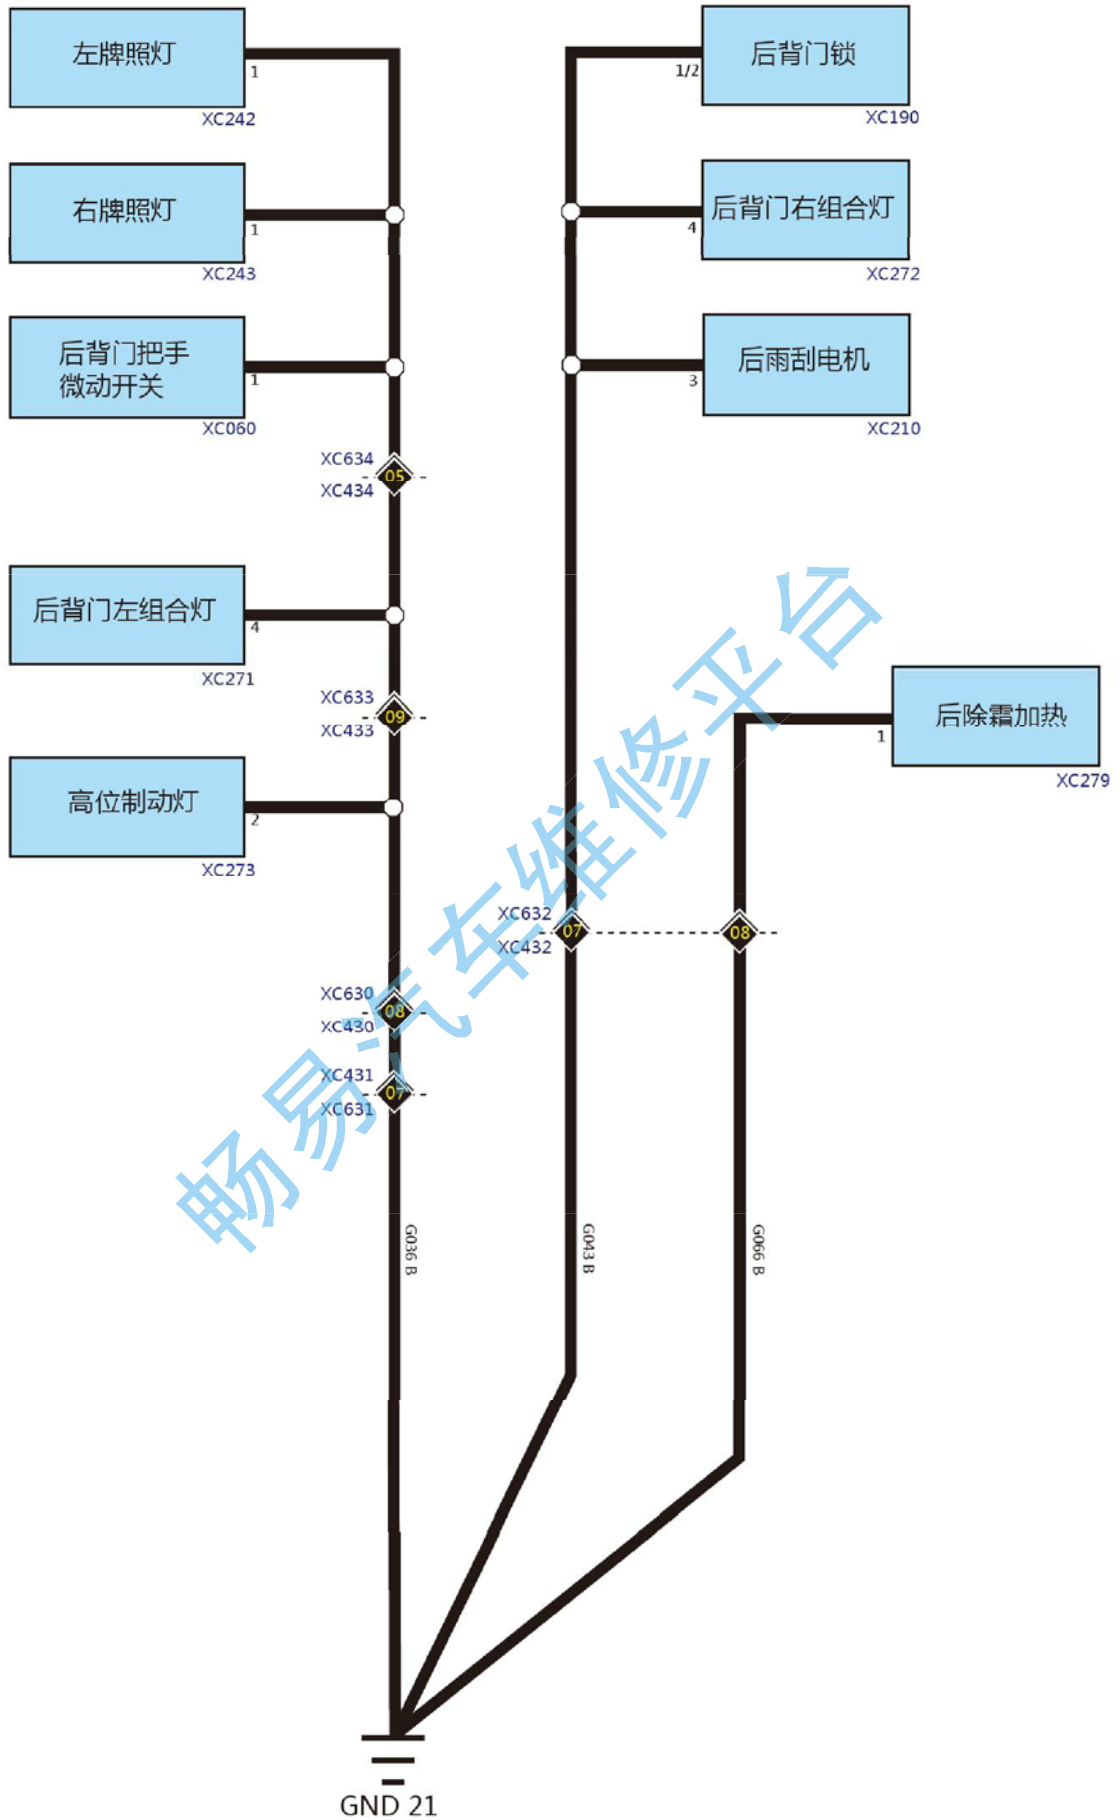 左牌照灯
1
XC242
右牌照灯
1
XC243
后背门把手
微动开关
1
XC060
XC634
05
XC434
后背门左组合灯
4
XC271
XC633
09
XC433
高位制动灯
2
XC273
XC630
08
XC430
XC431
07
XC631
G036 B
后背门锁
1/2
XC190
后背门右组合灯
4
XC272
后雨刮电机
3
XC210
XC632
07
XC432
G043 B
后除霜加热
1
XC279
08
G066 B
GND 21
畅易汽车维修平台